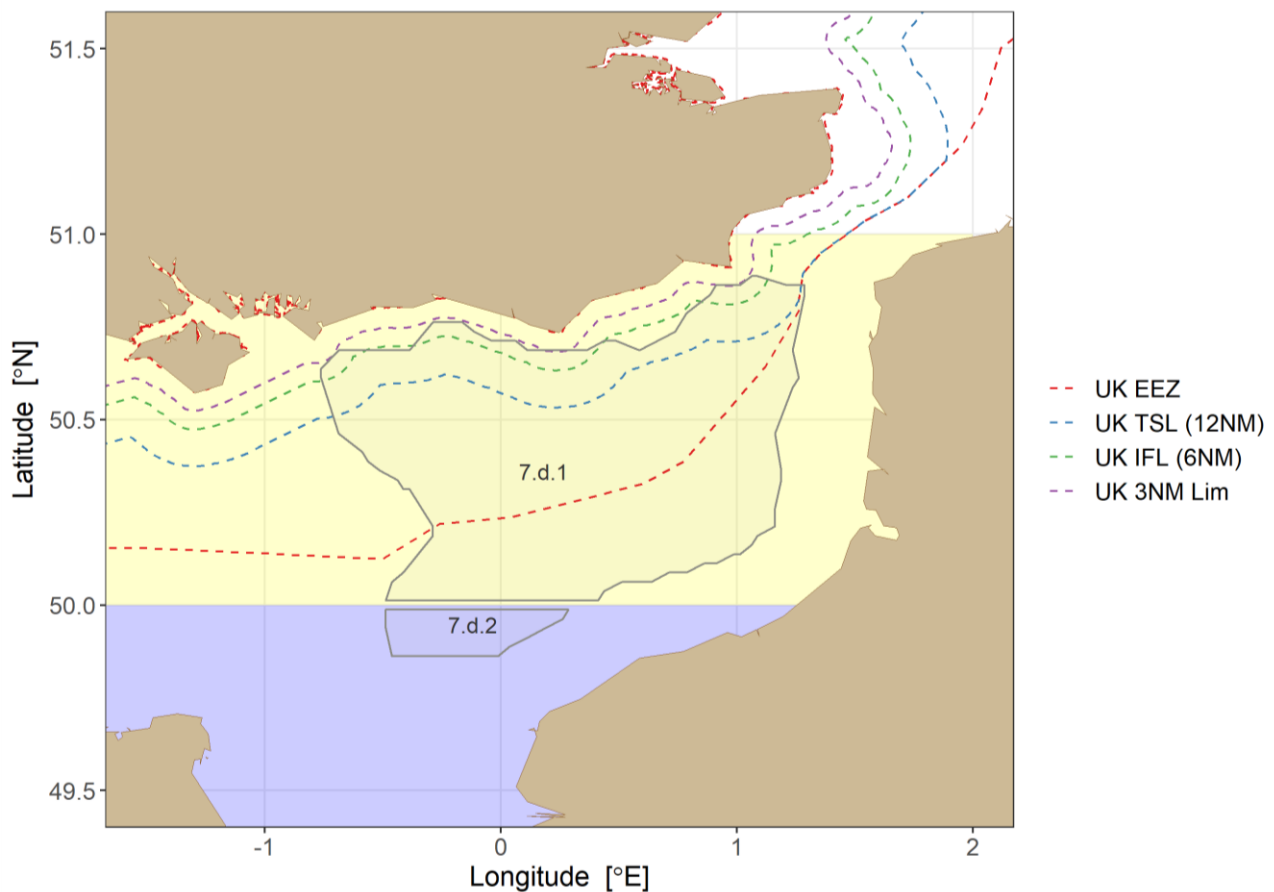 51.5
51.0
50.5
50.0
49.5
Latitude [°N]
7.d.1
7.d.2
-1
0
1
2
Longitude [°E]
UK EEZ
UK TSL (12NM)
UK IFL (6NM)
UK 3NM Lim